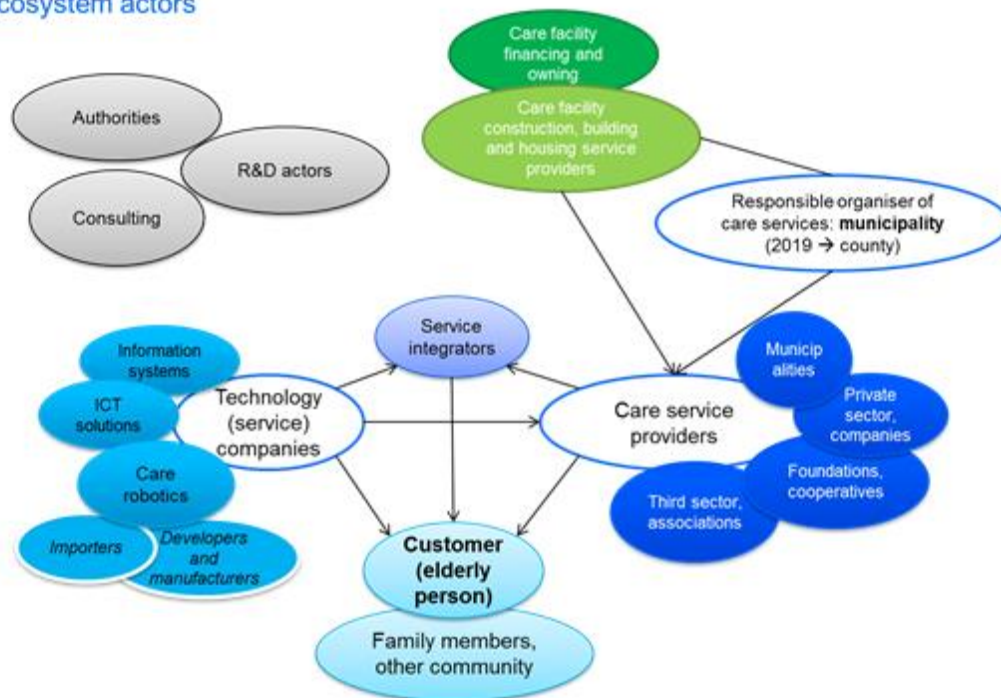 Care facility
financing and
owning
Care facility
construction, building
and housing service
providers
Authorities
R&D actors
Consulting
Responsible organiser of
care services: municipality
(2019 → county)
Service
integrators
Information
systems
ICT
solutions
Technology
(service)
companies
Care
robotics
Importers
Developers
and
manufacturers
Care service
providers
Municip
alities
Private
sector,
companies
Foundations,
cooperatives
Third sector,
associations
Customer
(elderly
person)
Family members,
other community